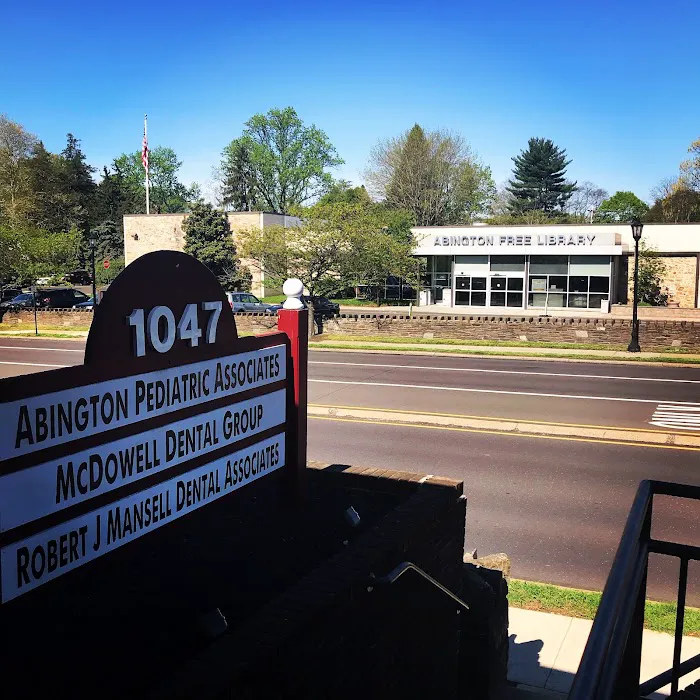 ABINGTON FREE LIBRARY
1047
ABINGTON PEDIATRIC ASSOCIATES
MCDOWELL DENTAL GROUP
ROBERT J MANSELL DENTAL ASSOCIATES